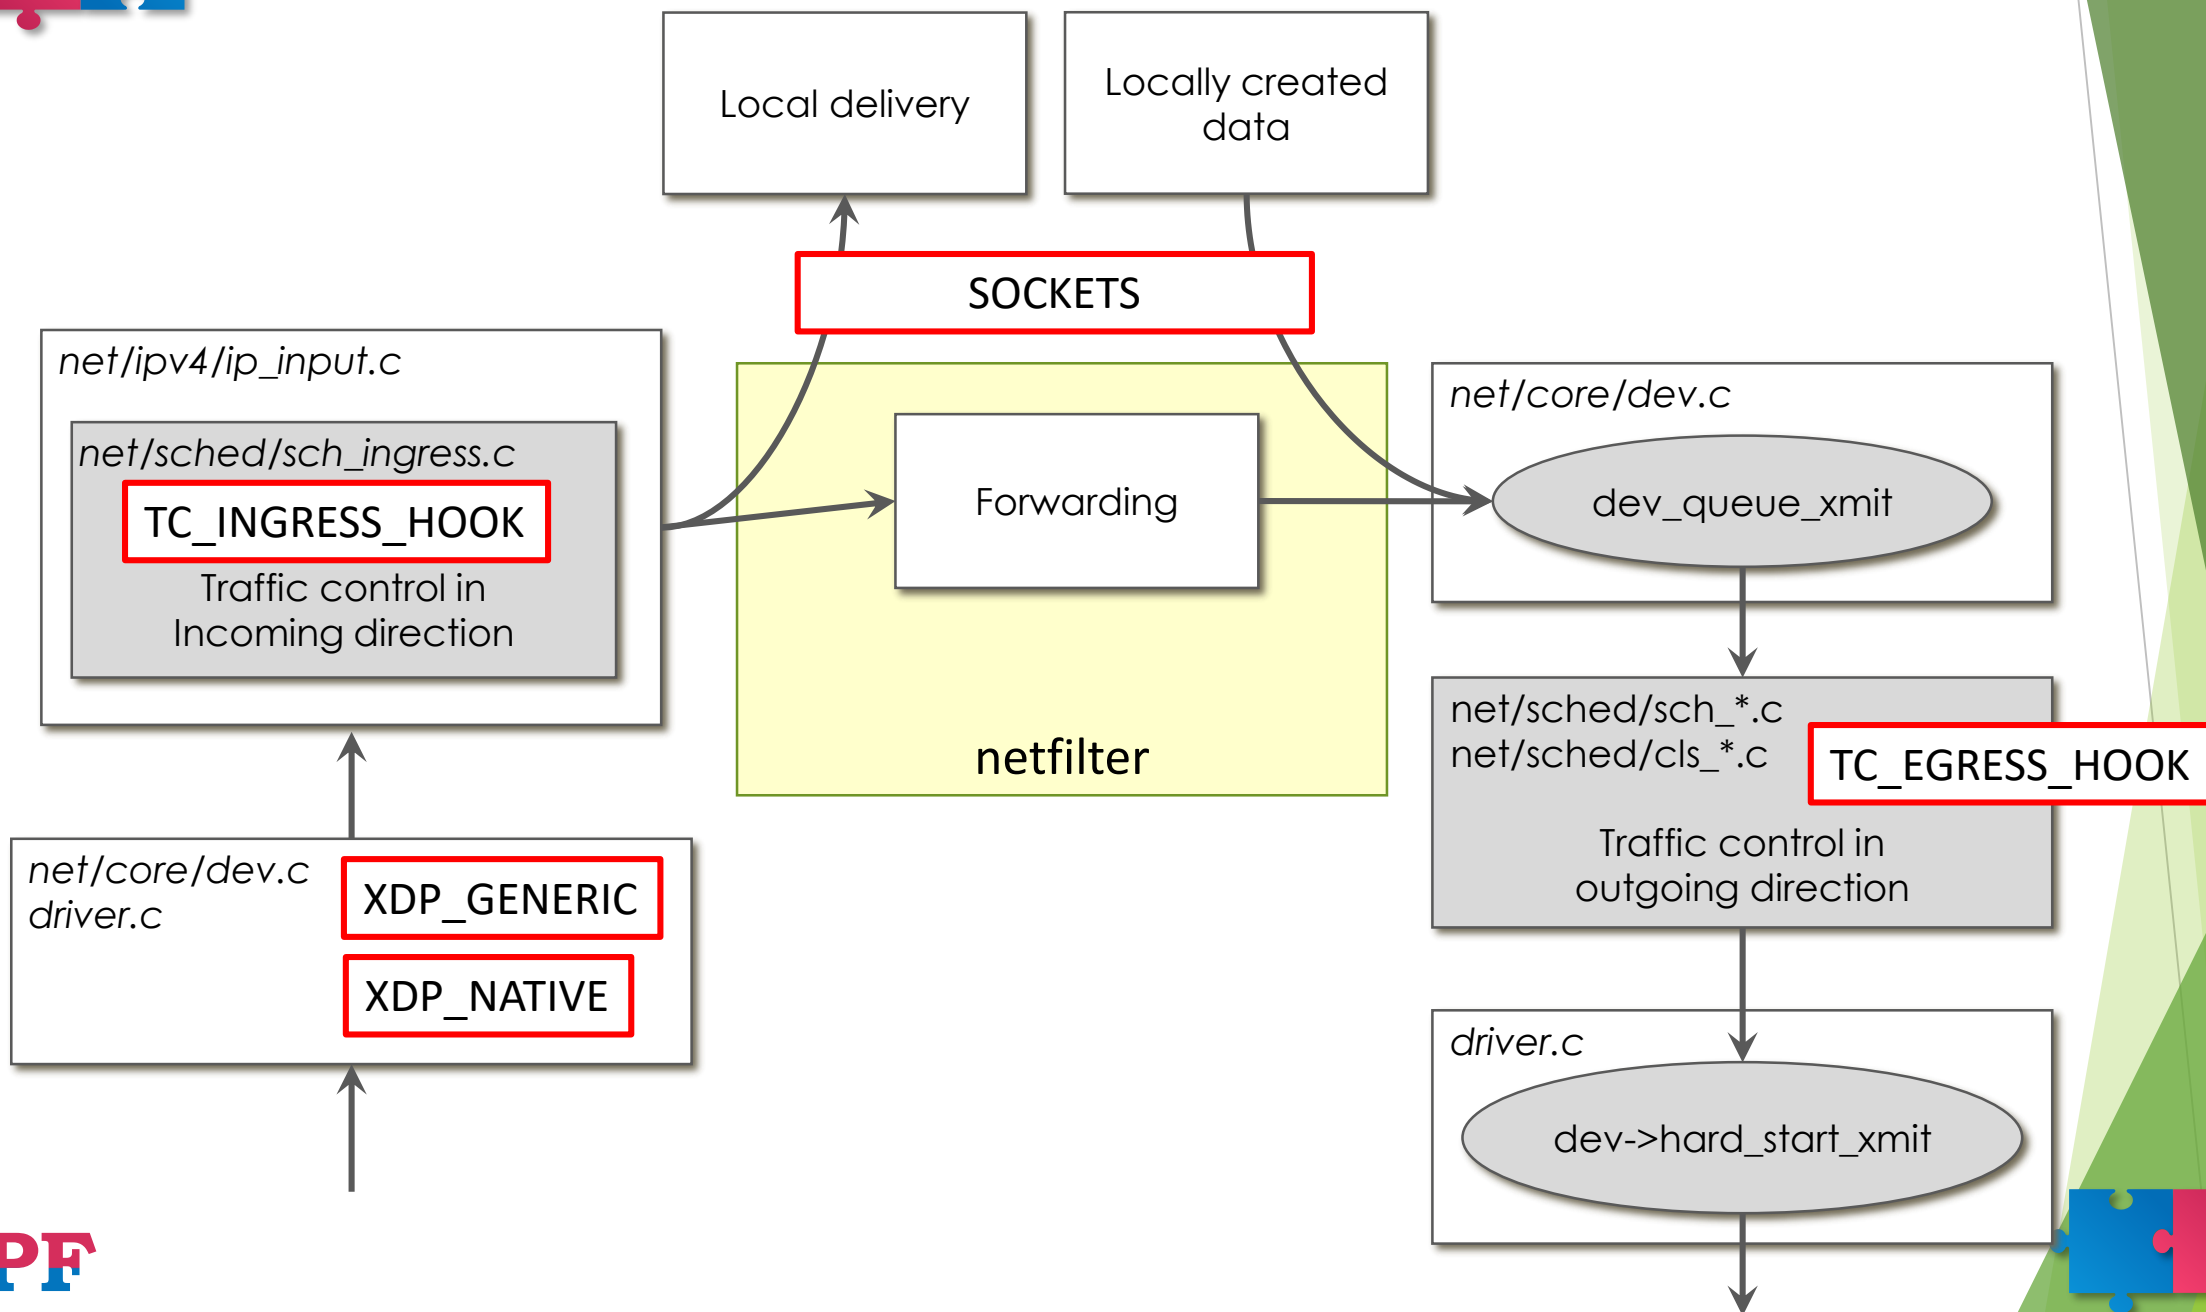 Local delivery
Locally created
data
SOCKETS
net/ipv4/ip_input.c
net/sched/sch_ingress.c
TC_INGRESS_HOOK
Traffic control in
Incoming direction
Forwarding
netfilter
net/core/dev.c
dev_queue_xmit
net/sched/sch_*.c
net/sched/cls_*.c
TC_EGRESS_HOOK
Traffic control in
outgoing direction
net/core/dev.c
driver.c
XDP_GENERIC
XDP_NATIVE
driver.c
dev->hard_start_xmit
PF